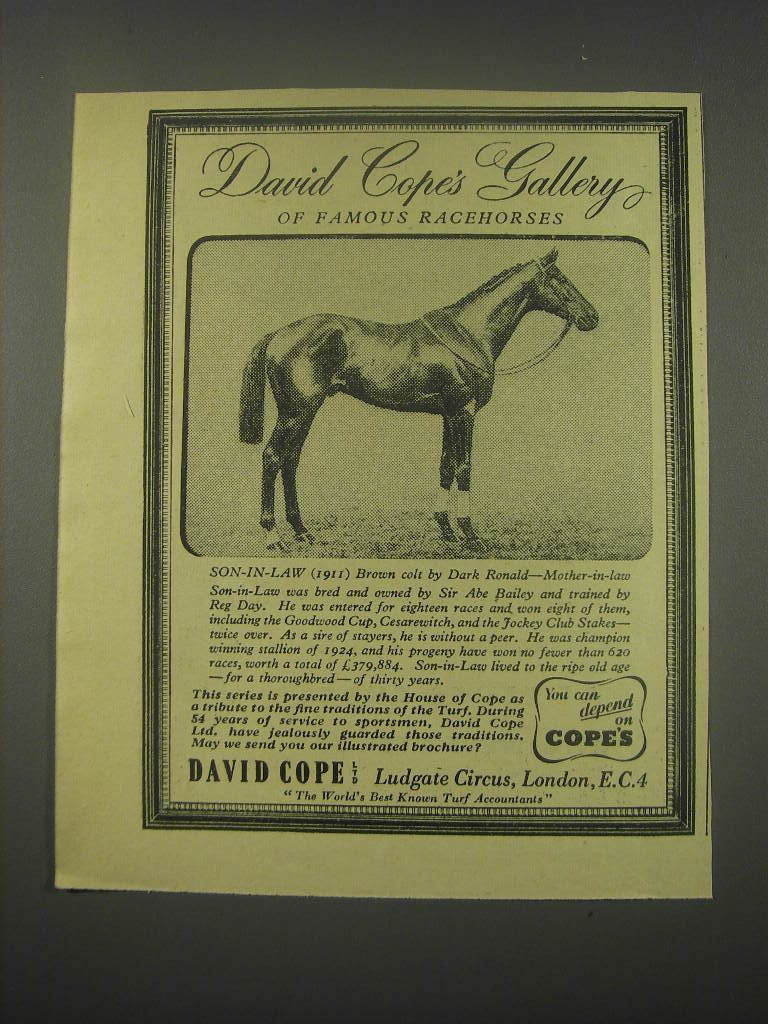 David Cope's Gallery
OF FAMOUS RACEHORSES
SON-IN-LAW (1911) Brown colt by Dark Ronald—Mother-in-law
Son-in-Law was bred and owned by Sir Abe Bailey and trained by
Reg Day. He was entered for eighteen races and won eight of them,
including the Goodwood Cup, Cesarewitch, and the Jockey Club Stakes—
twice over. As a sire of stayers, he is without a peer. He was champion
winning stallion of 1924, and his progeny have won no fewer than 620
races, worth a total of £379,884. Son-in-Law lived to the ripe old age
—for a thoroughbred—of thirty years.
This series is presented by the House of Cope as
a tribute to the fine traditions of the Turf. During
54 years of service to sportsmen, David Cope
Ltd. have jealously guarded those traditions.
May we send you our illustrated brochure?
You can
depend
on
COPE'S
DAVID COPE LTD Ludgate Circus, London, E.C.4
"The World's Best Known Turf Accountants"